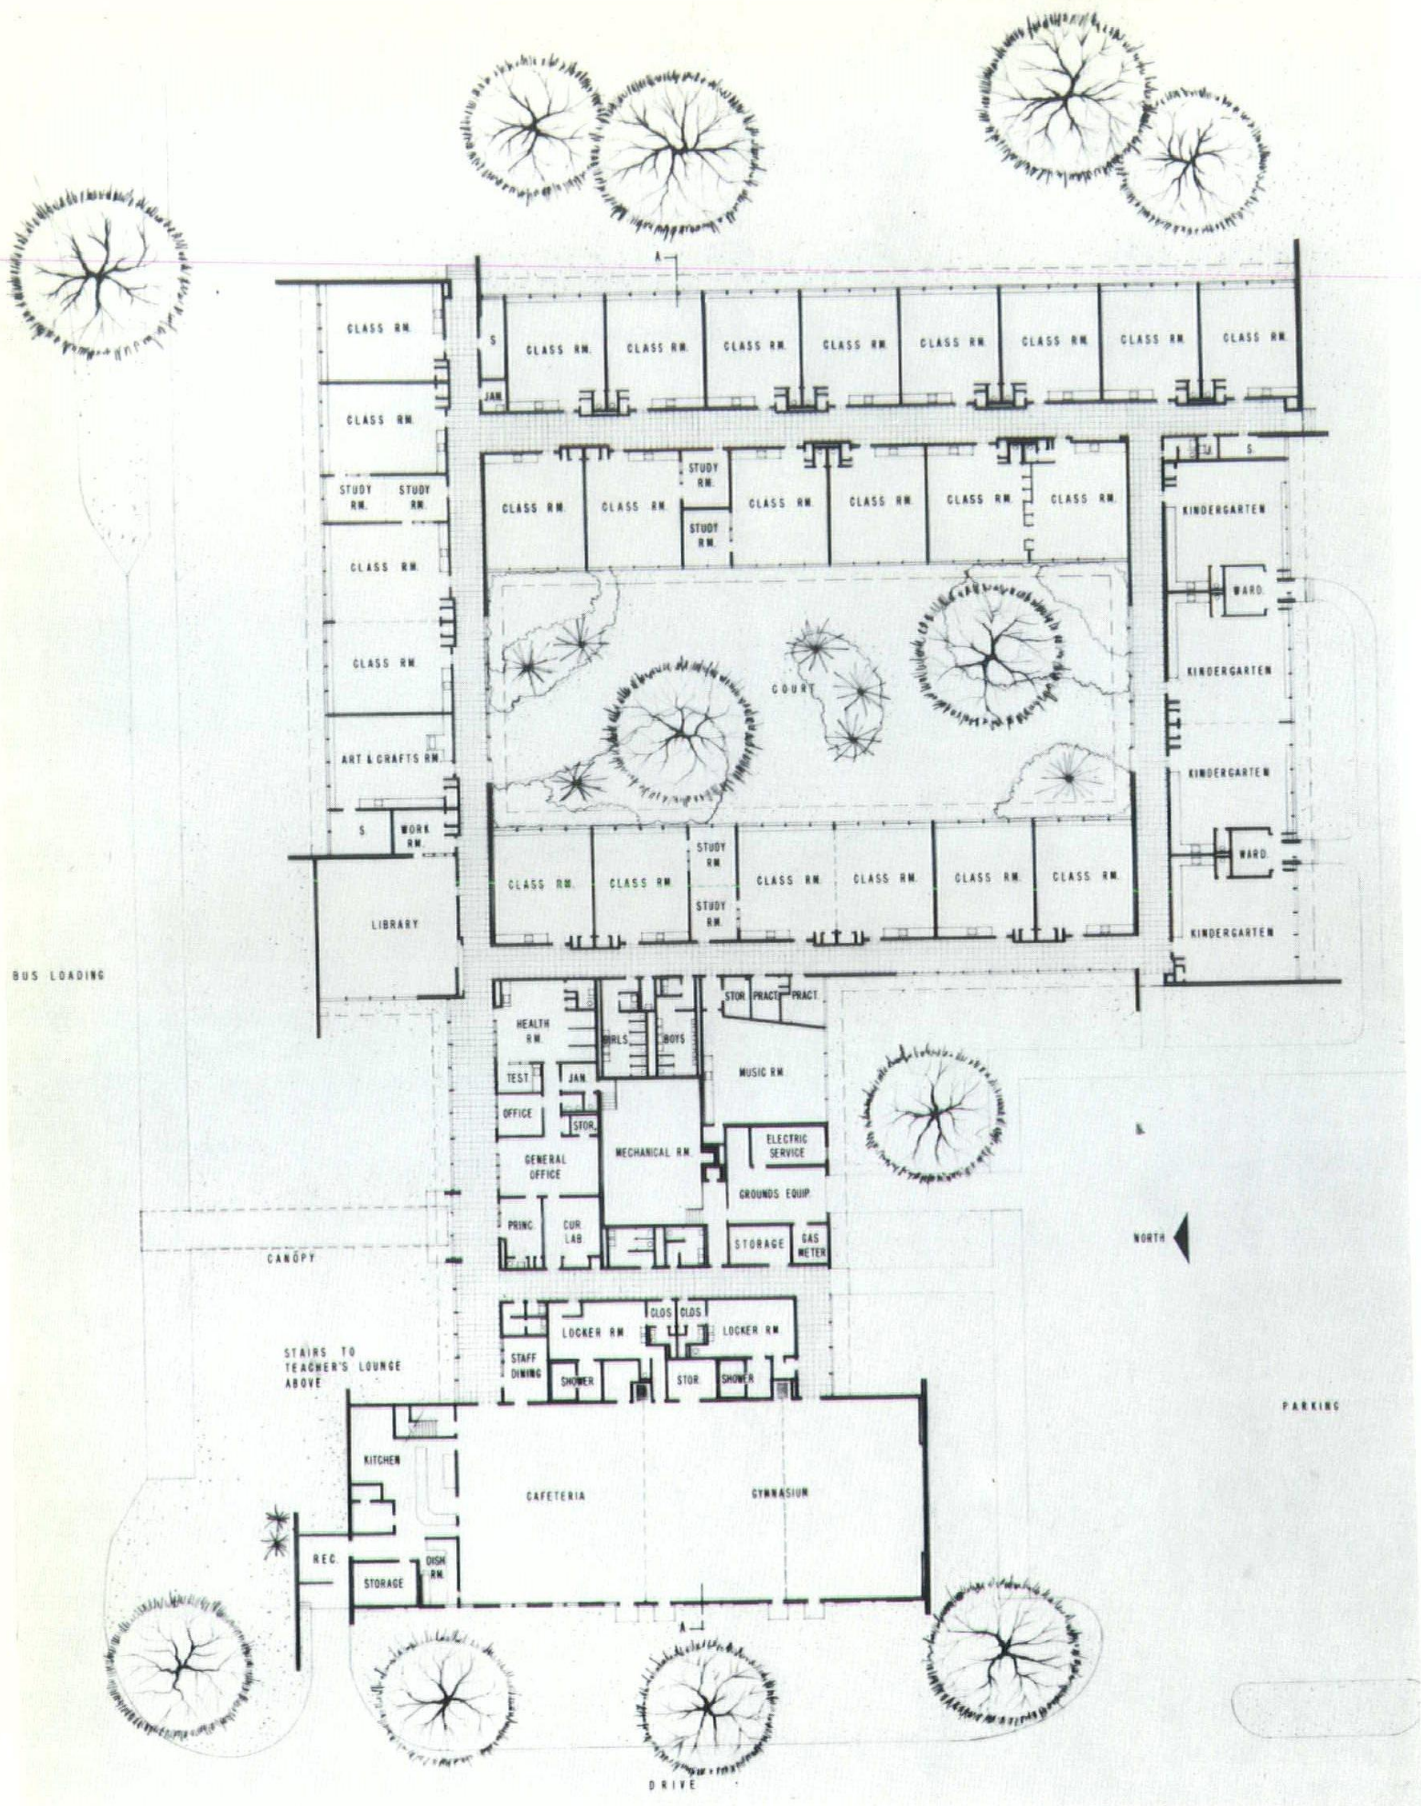 A
CLASS RM.
S
JAN.
CLASS RM.
CLASS RM.
CLASS RM.
CLASS RM.
CLASS RM.
CLASS RM.
CLASS RM.
CLASS RM.
CLASS RM.
STUDY RM.
STUDY RM.
CLASS RM.
CLASS RM.
ART & CRAFTS RM.
S
WORK RM.
LIBRARY
CLASS RM.
CLASS RM.
STUDY RM.
STUDY RM.
CLASS RM.
CLASS RM.
CLASS RM.
CLASS RM.
J.
S.
KINDERGARTEN
WARD.
KINDERGARTEN
KINDERGARTEN
WARD.
KINDERGARTEN
COURT
CLASS RM.
CLASS RM.
STUDY RM.
STUDY RM.
CLASS RM.
CLASS RM.
CLASS RM.
CLASS RM.
BUS LOADING
HEALTH RM.
GIRLS
BOYS
STOR.
PRACT.
PRACT.
MUSIC RM.
TEST
JAN.
OFFICE
STOR.
GENERAL OFFICE
MECHANICAL RM.
ELECTRIC SERVICE
GROUNDS EQUIP.
PRINC.
CUR. LAB.
STORAGE
GAS METER
NORTH
CANOPY
LOCKER RM.
CLOS
CLOS
LOCKER RM.
STAFF DINING
SHOWER
STOR.
SHOWER
STAIRS TO
TEACHER'S LOUNGE
ABOVE
PARKING
KITCHEN
CAFETERIA
GYMNASIUM
REC.
STORAGE
DISH RM.
A
DRIVE